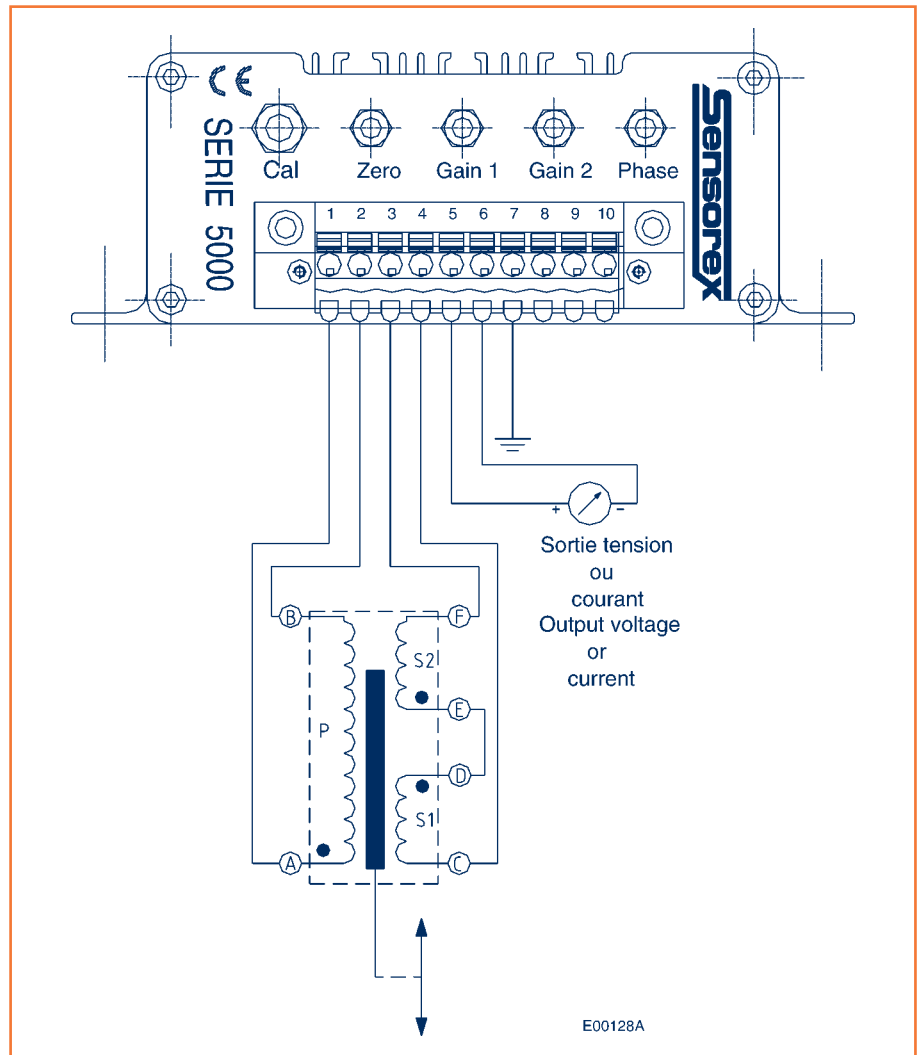 CE
SERIE 5000
Cal Zero Gain 1 Gain 2 Phase
Sensorex
1 2 3 4 5 6 7 8 9 10
+ -
Sortie tension
ou
courant
Output voltage
or
current
B F
S2
P
E
D
S1
A C
E00128A